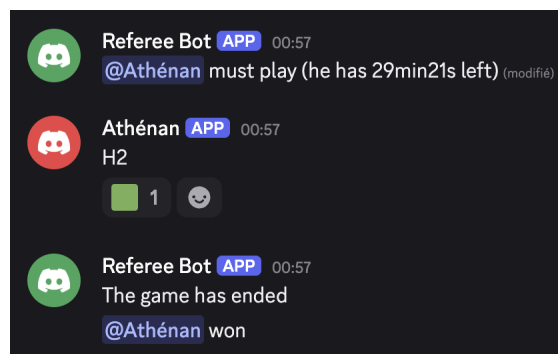 Referee Bot APP 00:57
@Athénan must play (he has 29min21s left) (modifié)
Athénan APP 00:57
H2
1
Referee Bot APP 00:57
The game has ended
@Athénan won